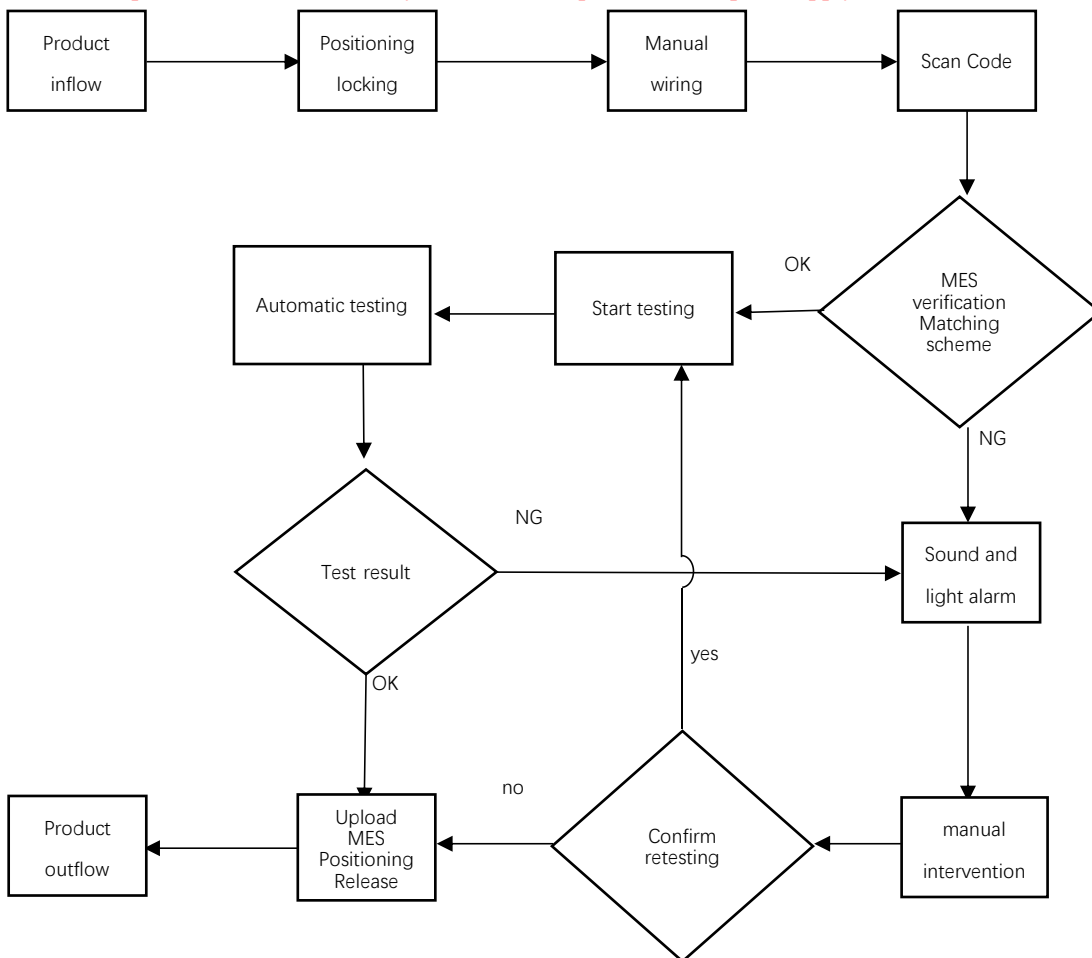 Product
inflow
Positioning
locking
Manual
wiring
Scan Code
MES
verification
Matching
scheme
OK
Start testing
Automatic testing
NG
Test result
NG
Sound and
light alarm
OK
yes
manual
intervention
Confirm
retesting
no
Upload
MES
Positioning
Release
Product
outflow